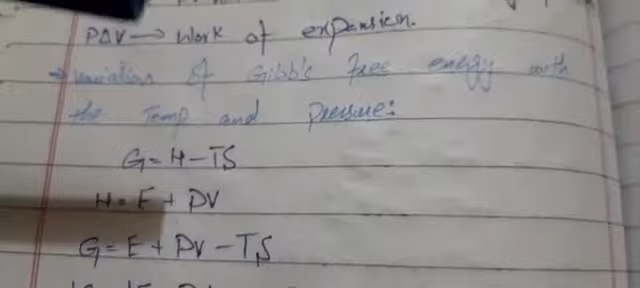 PΔV → Work of expansion.
→ Variation of Gibb's free energy with
the Temp and Pressure:
G = H - TS
H = E + PV
G = E + PV - TS